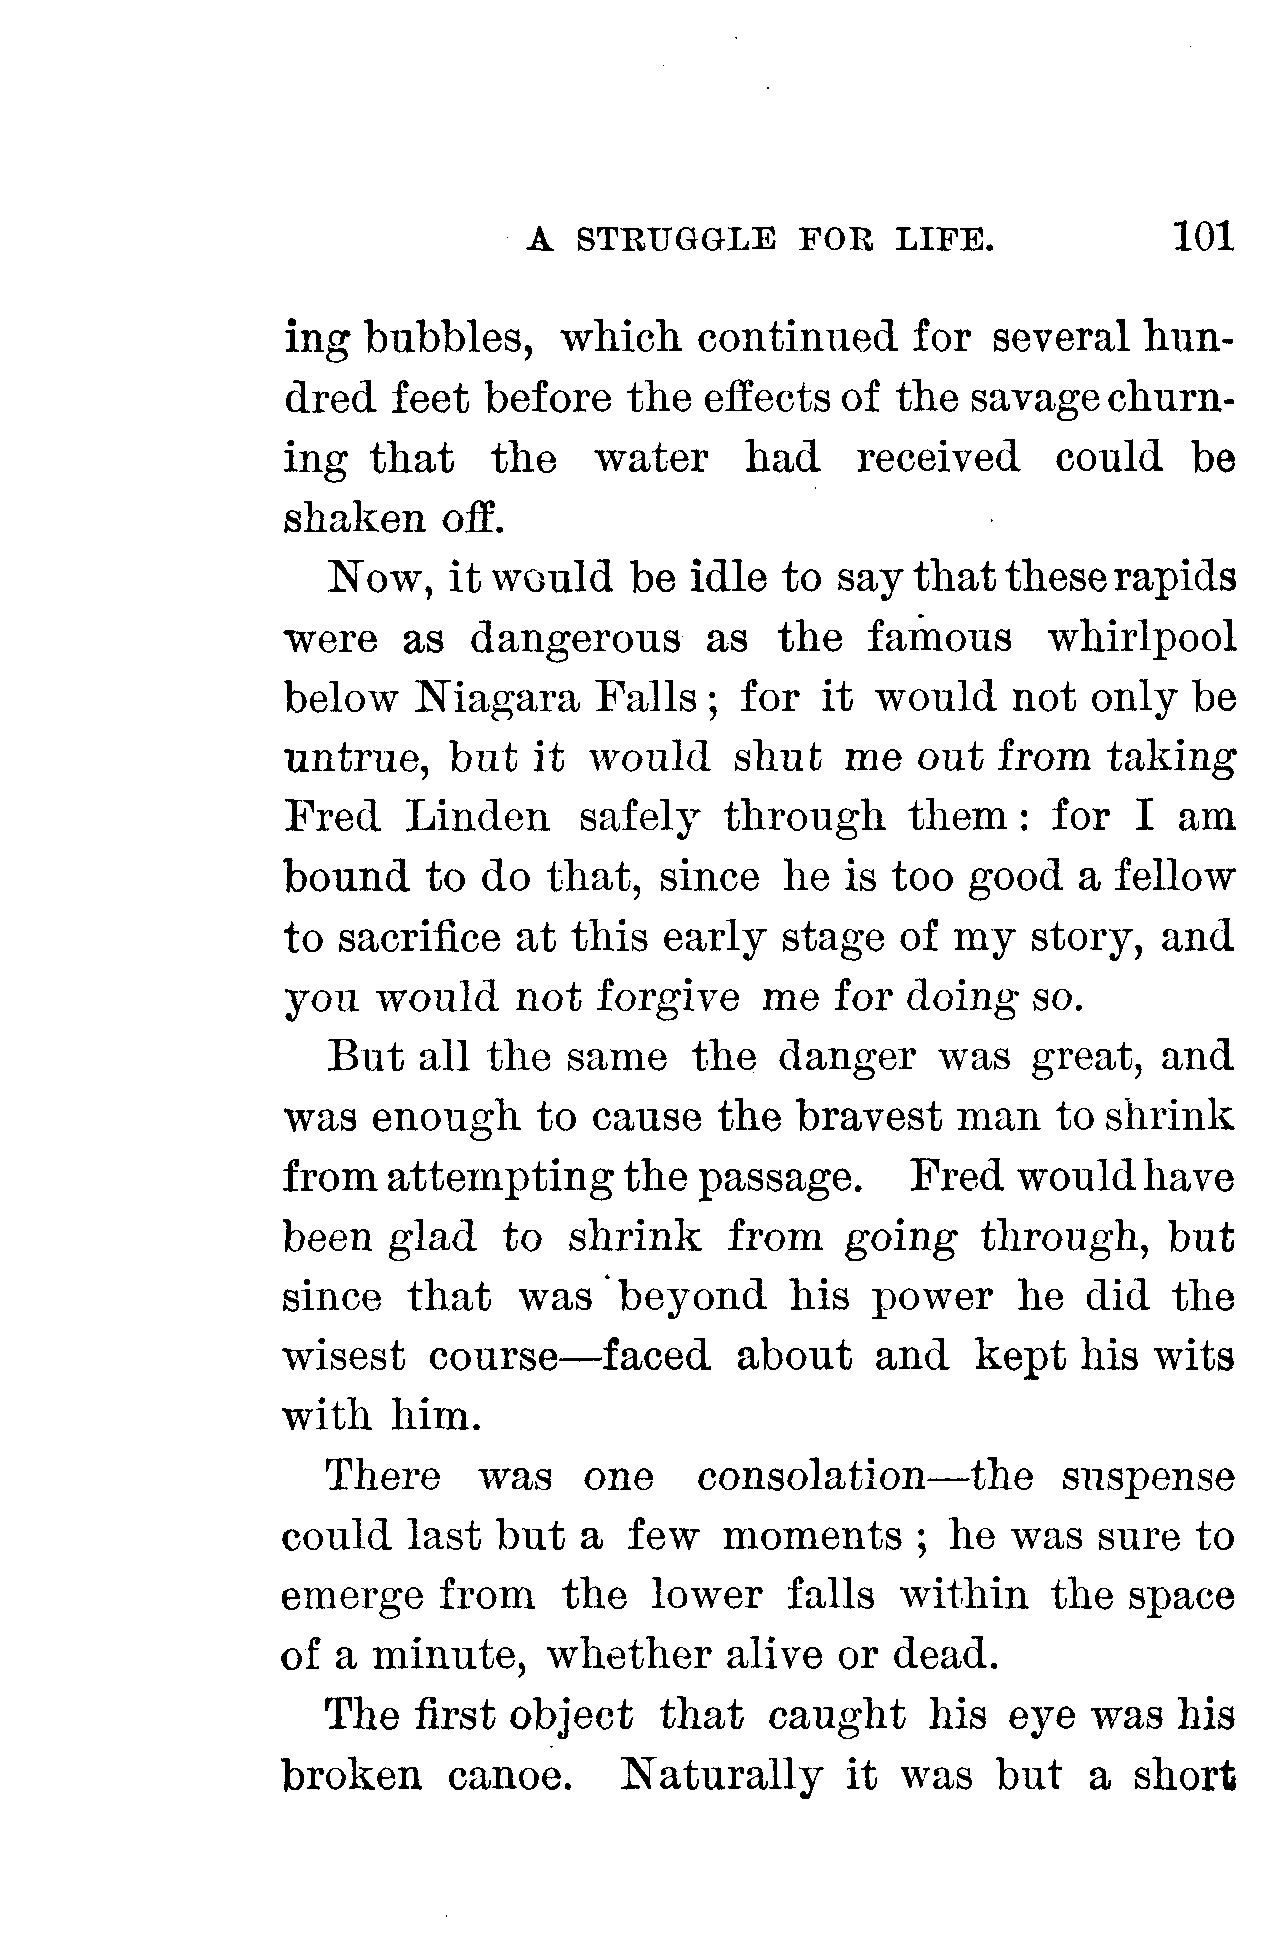 A STRUGGLE FOR LIFE. 101
ing bubbles, which continued for several hun-
dred feet before the effects of the savage churn-
ing that the water had received could be
shaken off.
Now, it would be idle to say that these rapids
were as dangerous as the famous whirlpool
below Niagara Falls ; for it would not only be
untrue, but it would shut me out from taking
Fred Linden safely through them : for I am
bound to do that, since he is too good a fellow
to sacrifice at this early stage of my story, and
you would not forgive me for doing so.
But all the same the danger was great, and
was enough to cause the bravest man to shrink
from attempting the passage. Fred would have
been glad to shrink from going through, but
since that was beyond his power he did the
wisest course—faced about and kept his wits
with him.
There was one consolation—the suspense
could last but a few moments ; he was sure to
emerge from the lower falls within the space
of a minute, whether alive or dead.
The first object that caught his eye was his
broken canoe. Naturally it was but a short